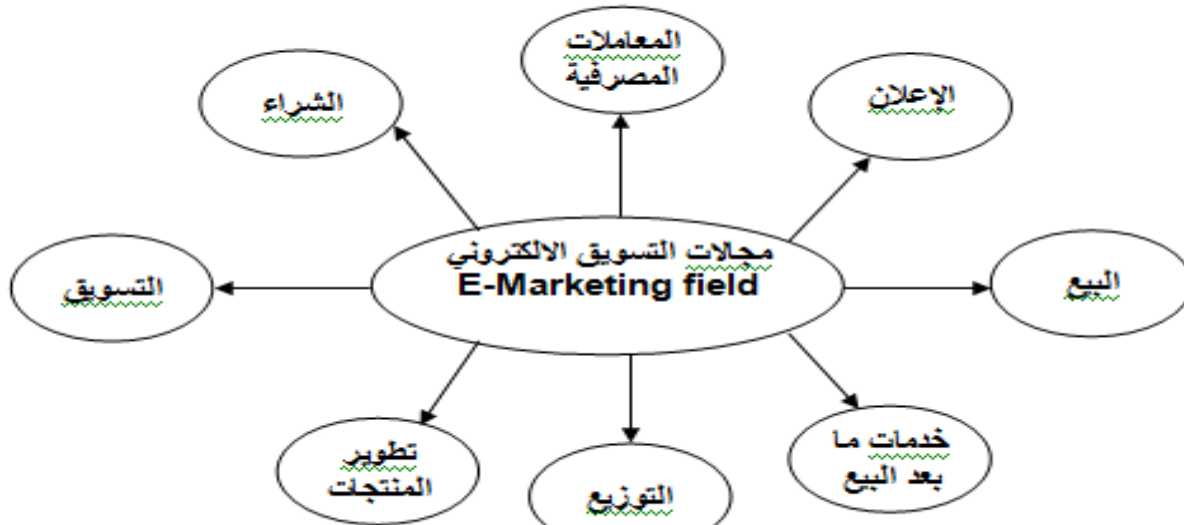 المعاملات
المصرفية
الإعلان
الشراء
مجالات التسويق الالكتروني
E-Marketing field
البيع
التسويق
خدمات ما
بعد البيع
التوزيع
تطوير
المنتجات